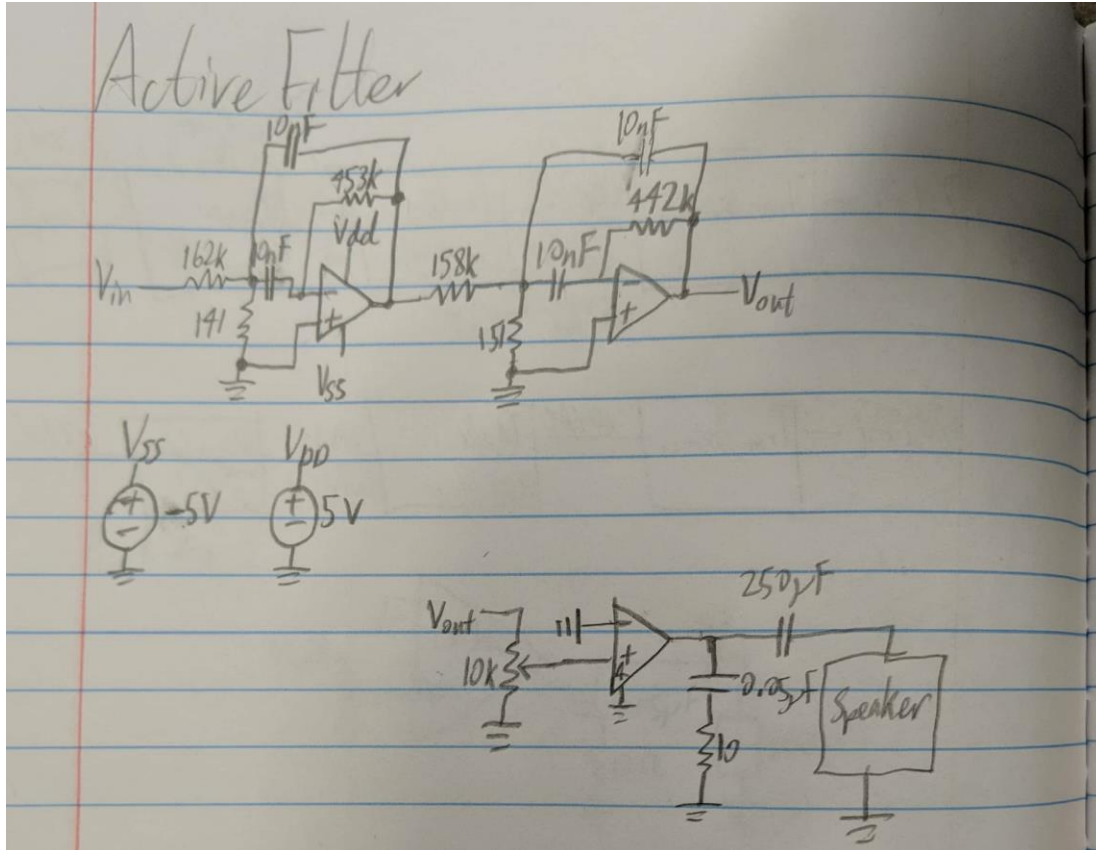 Active Filter
10nF
10nF
453k
442k
Vdd
162k
10nF
158k
10nF
Vin
Vout
141
151
Vss
Vss
VDD
+
-
-5V
+
-
5V
250μF
Vout
10k
0.05μF
Speaker
10